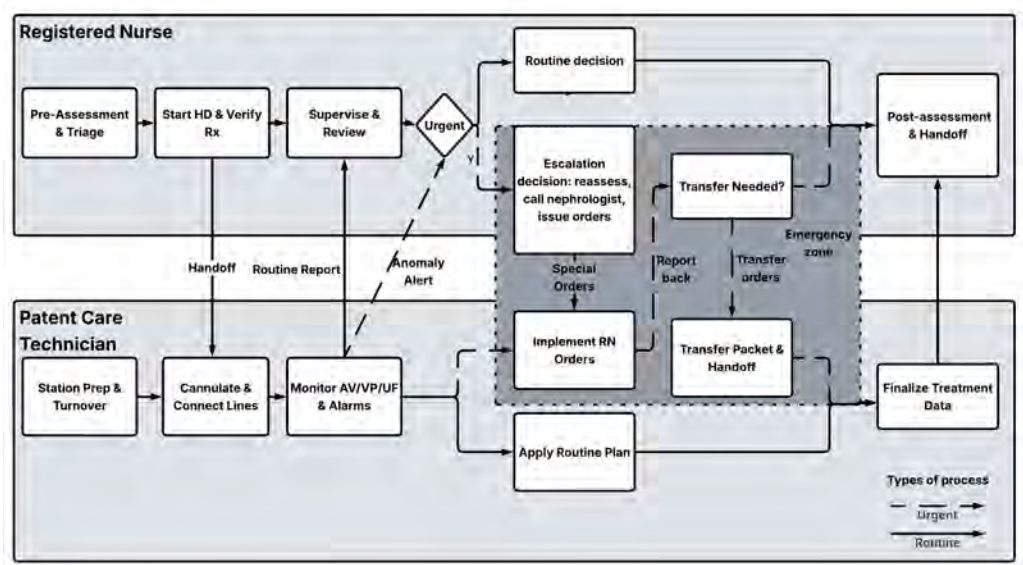 Registered Nurse
Routine decision
Pre-Assessment
& Triage
Start HD & Verify
Rx
Supervise &
Review
Urgent
Post-assessment
& Handoff
Y
Escalation
decision: reassess,
call nephrologist,
issue orders
Transfer Needed?
Emergency
zone
Handoff
Routine Report
Anomaly
Alert
Special
Orders
Report
back
Transfer
orders
Patent Care
Technician
Implement RN
Orders
Transfer Packet &
Handoff
Station Prep &
Turnover
Cannulate &
Connect Lines
Monitor AV/VP/UF
& Alarms
Finalize Treatment
Data
Apply Routine Plan
Types of process
Urgent
Routine